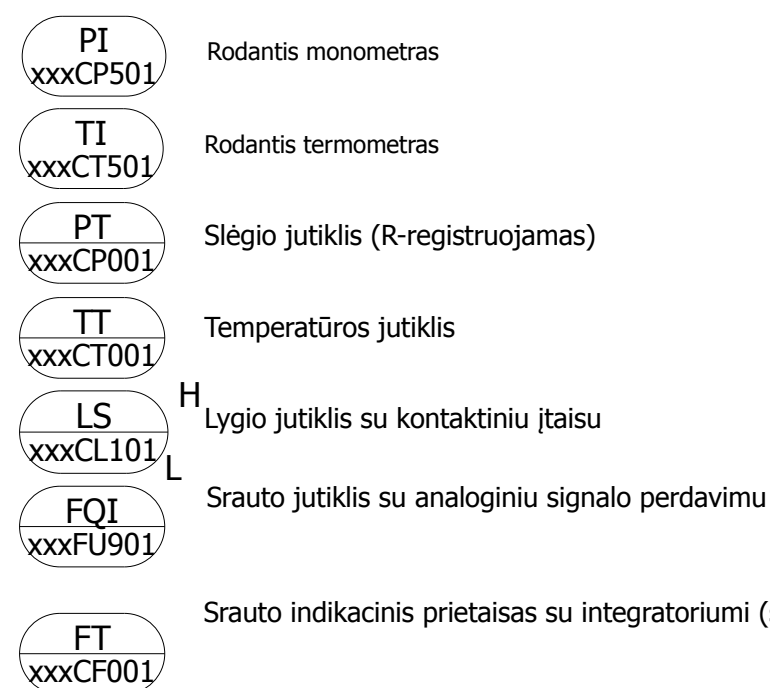 PI
xxxCP501
Rodantis monometras
TI
xxxCT501
Rodantis termometras
PT
xxxCP001
Slėgio jutiklis (R-registruojamas)
TT
xxxCT001
Temperatūros jutiklis
LS
xxxCL101
H
L
Lygio jutiklis su kontaktiniu įtaisu
FQI
xxxFU901
Srauto jutiklis su analoginiu signalo perdavimu
FT
xxxCF001
Srauto indikacinis prietaisas su integratoriumi (